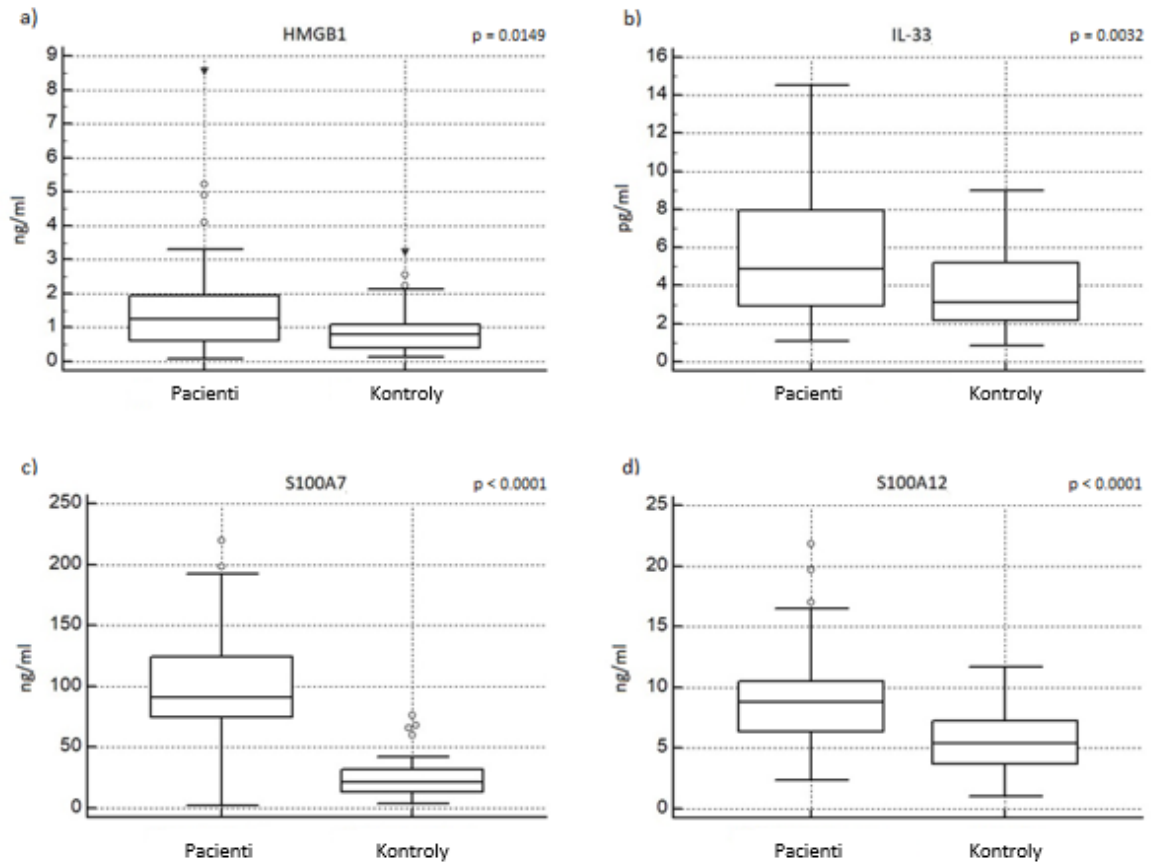 a)
HMGB1
p = 0.0149
9
8
7
6
5
4
3
2
1
0
ng/ml
Pacienti
Kontroly
b)
IL-33
p = 0.0032
16
14
12
10
8
6
4
2
0
pg/ml
Pacienti
Kontroly
c)
S100A7
p < 0.0001
250
200
150
100
50
0
ng/ml
Pacienti
Kontroly
d)
S100A12
p < 0.0001
25
20
15
10
5
0
ng/ml
Pacienti
Kontroly